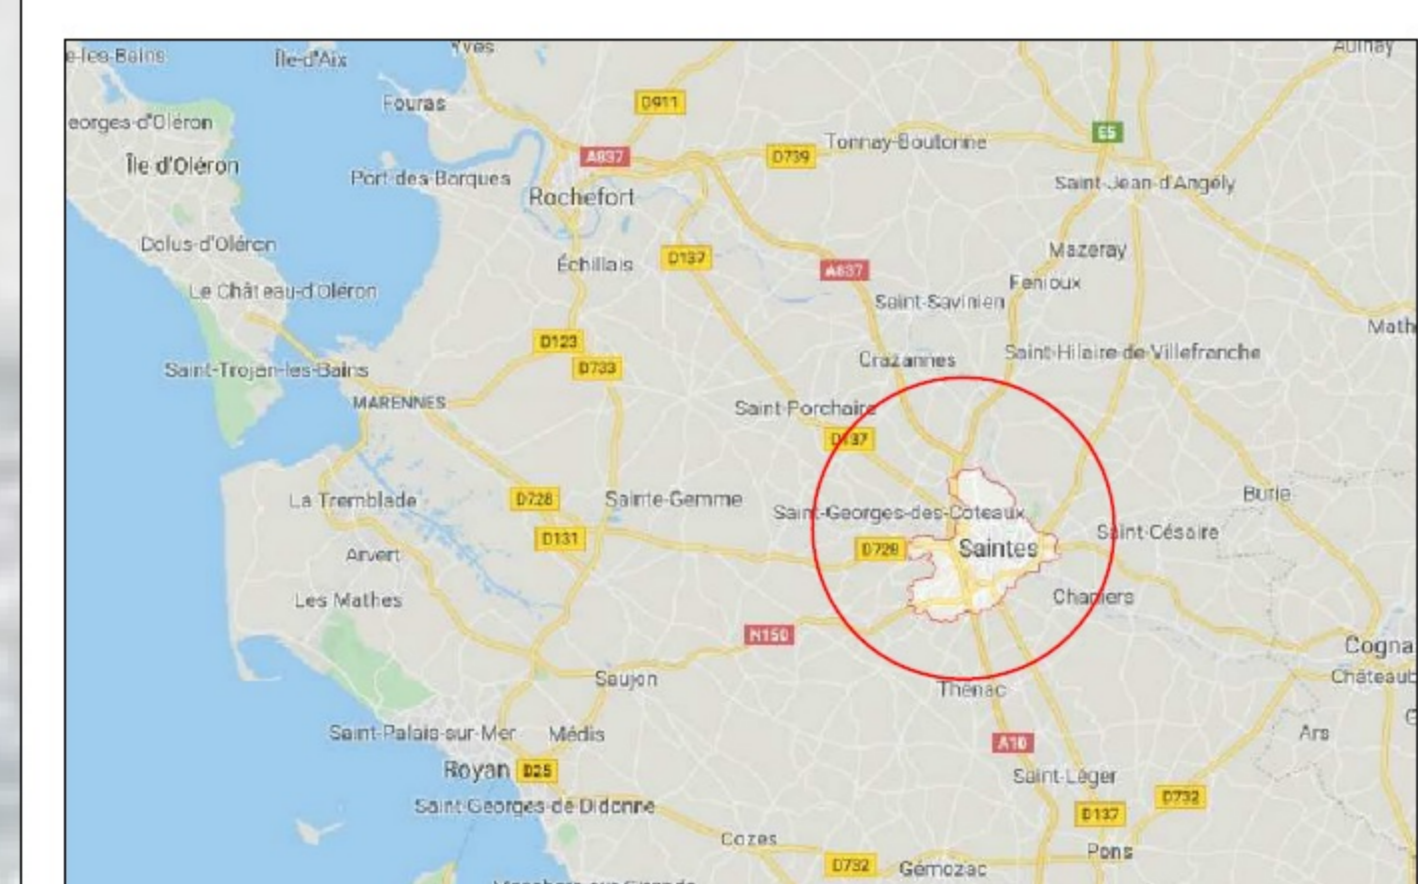 Yves
Île-d'Aix
Fouras
D911
E5
eorges-d'Oléron
A837
D739
Tonnay-Boutonne
Île d'Oléron
Port-des-Barques
Rochefort
Saint-Jean-d'Angély
Dolus-d'Oléron
Échillais
D137
A837
Mazeray
Fenioux
Le Château-d'Oléron
Saint-Savinien
Math
D123
D733
Crazannes
Saint-Hilaire-de-Villefranche
Saint-Trojan-les-Bains
MARENNES
Saint-Porchaire
D137
La Tremblade
D728
Sainte-Gemme
Saint-Georges-des-Coteaux
Burie
D131
D728
Saintes
Saint-Césaire
Arvert
Les Mathes
Chaniers
N150
Cogna
Saujon
Thénac
Châteaub
Saint-Palais-sur-Mer
Médis
A10
Ars
Royan
D25
Saint-Léger
Saint-Georges-de-Didonne
D137
D732
Cozes
D732
Gémozac
Pons